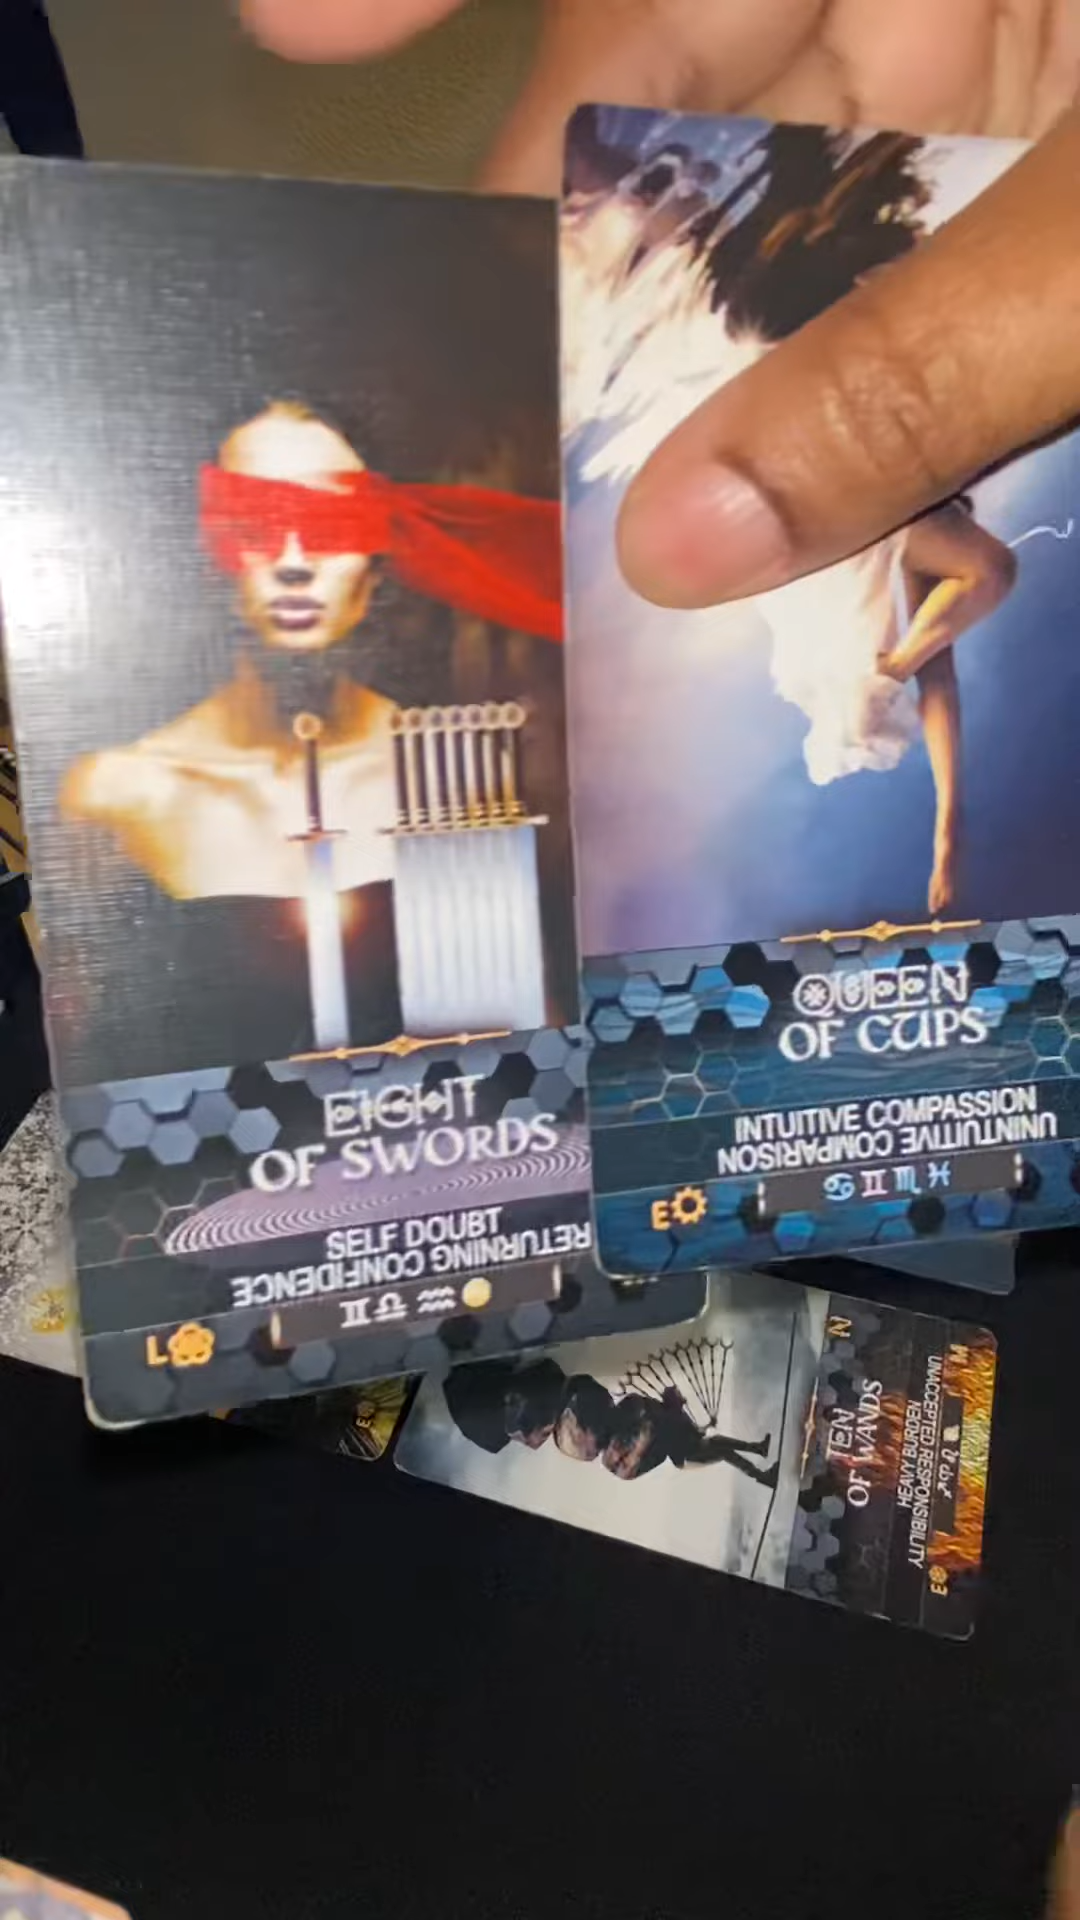 EIGHT
OF SWORDS
SELF DOUBT
RETURNING CONFIDENCE
L
QUEEN
OF CUPS
INTUITIVE COMPASSION
UNINTUITIVE COMPARISON
E
TEN
OF WANDS
HEAVY BURDEN
UNACCEPTED RESPONSIBILITY
N
M
E
E